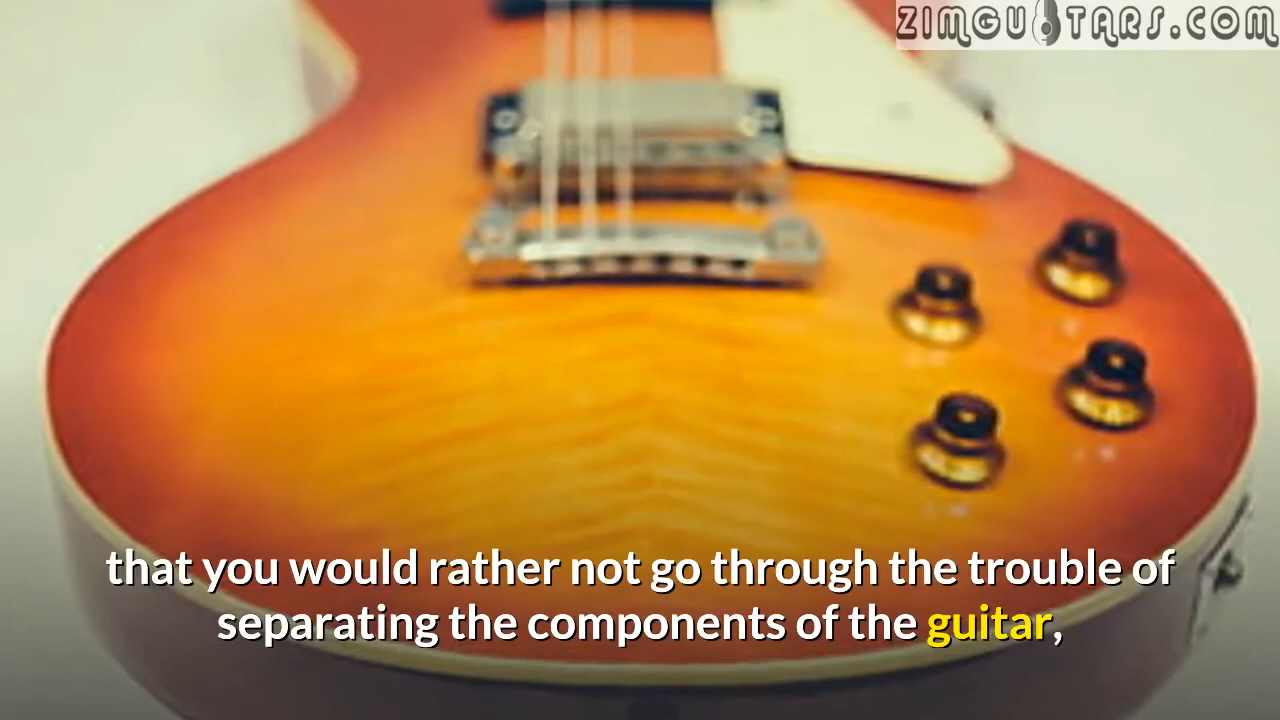 ZIMGUITARS.COM
that you would rather not go through the trouble of
separating the components of the guitar,